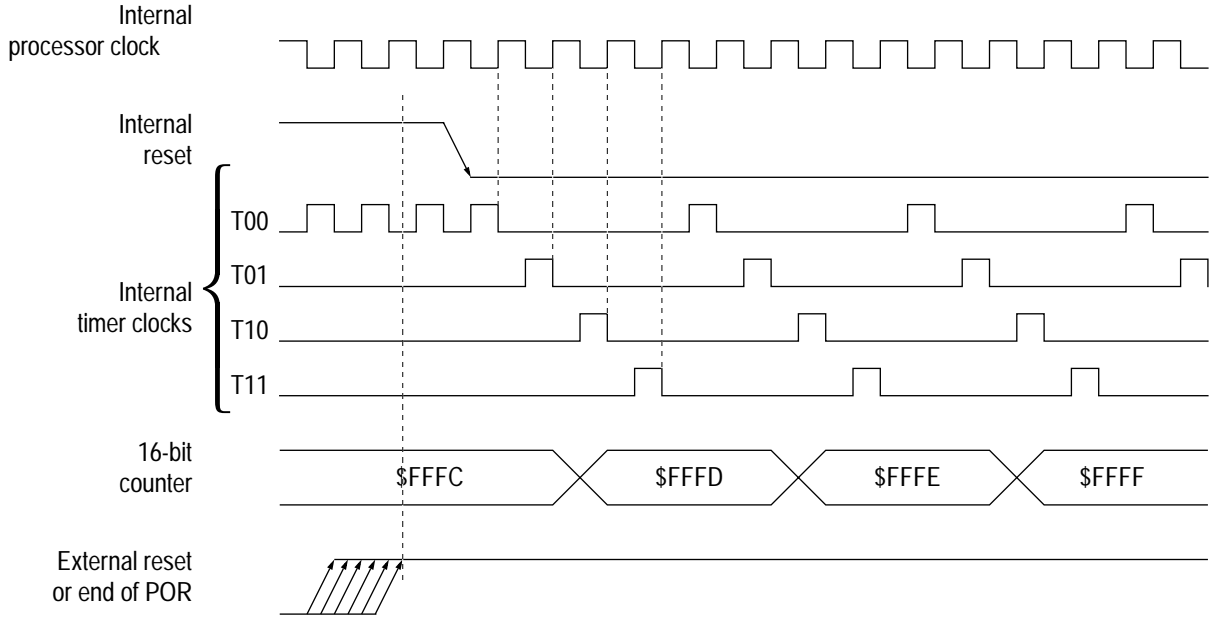 Internal
processor clock
Internal
reset
T00
T01
Internal
timer clocks
T10
T11
16-bit
counter
$FFFC
$FFFD
$FFFE
$FFFF
External reset
or end of POR